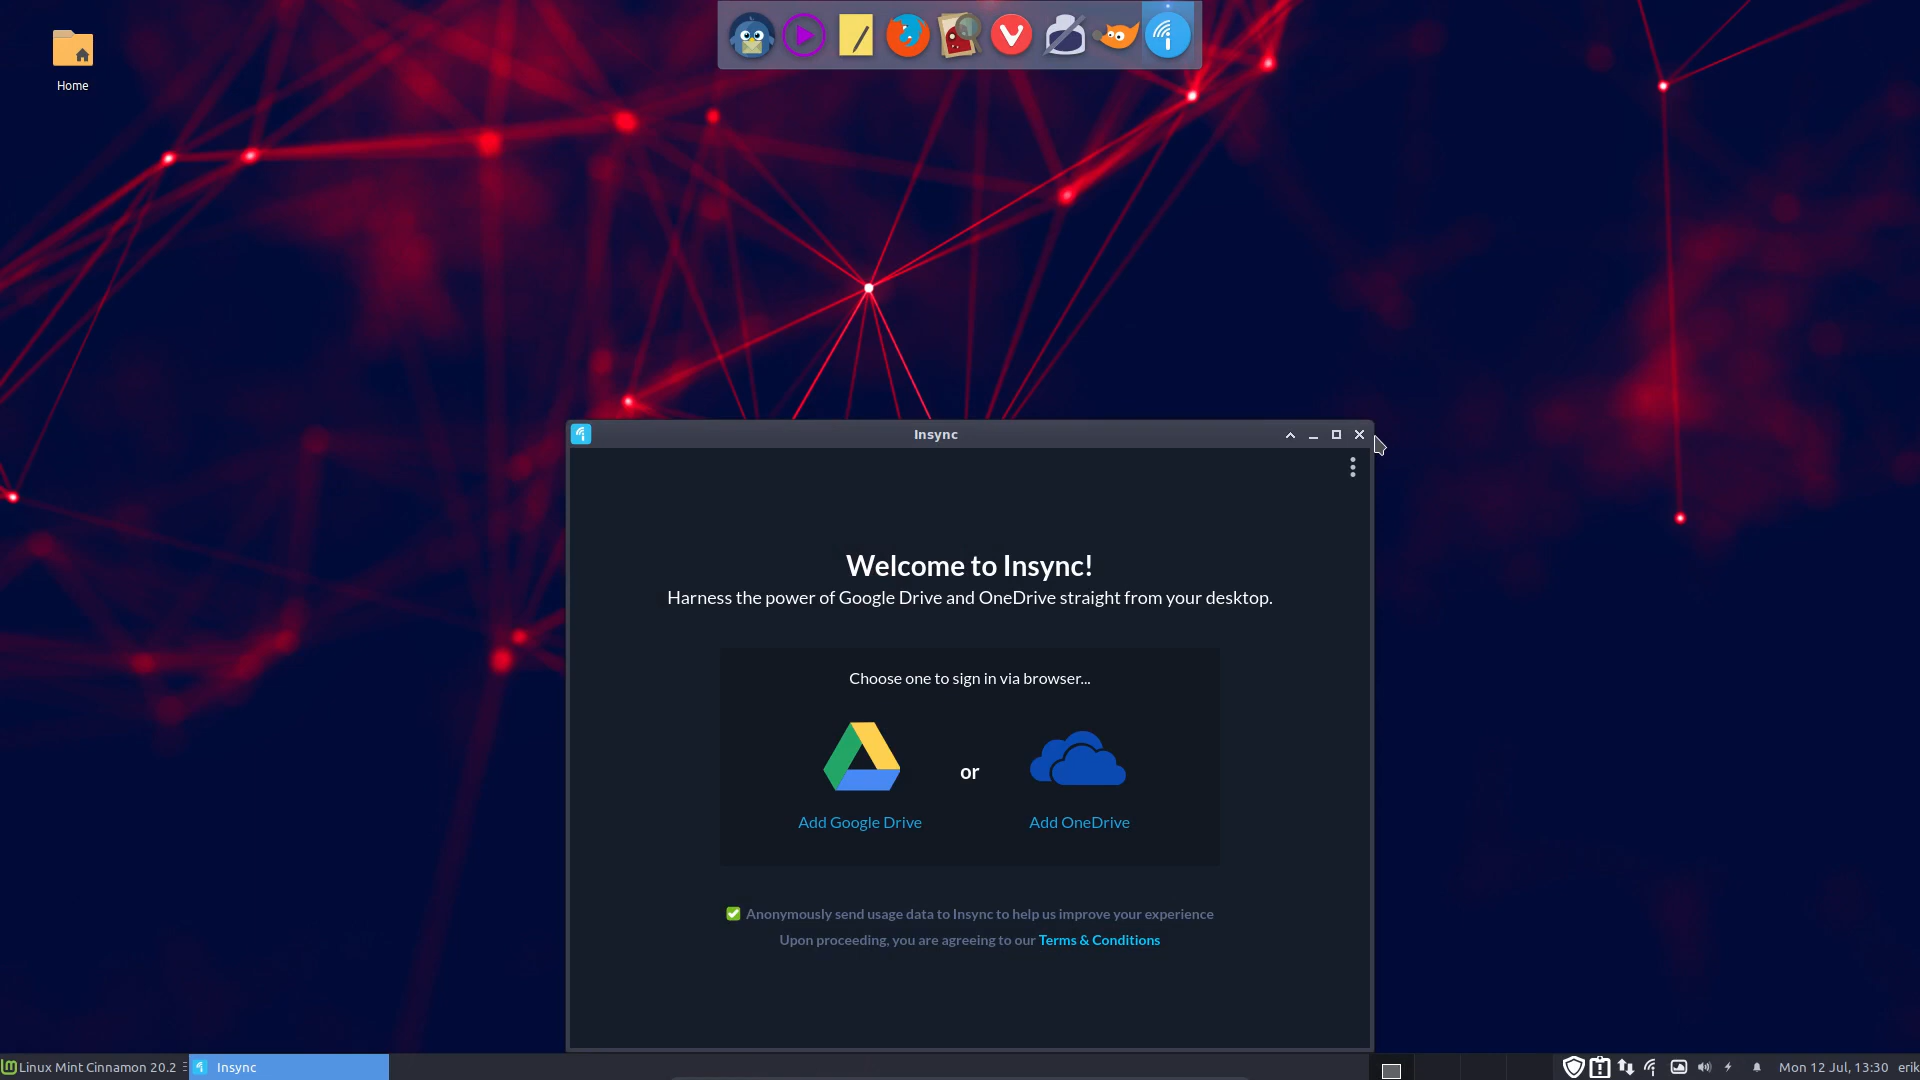 Home
Insync
Welcome to Insync!
Harness the power of Google Drive and OneDrive straight from your desktop.
Choose one to sign in via browser...
or
Add Google Drive
Add OneDrive
Anonymously send usage data to Insync to help us improve your experience
Upon proceeding, you are agreeing to our Terms & Conditions
Linux Mint Cinnamon 20.2
Insync
Mon 12 Jul, 13:30
erik